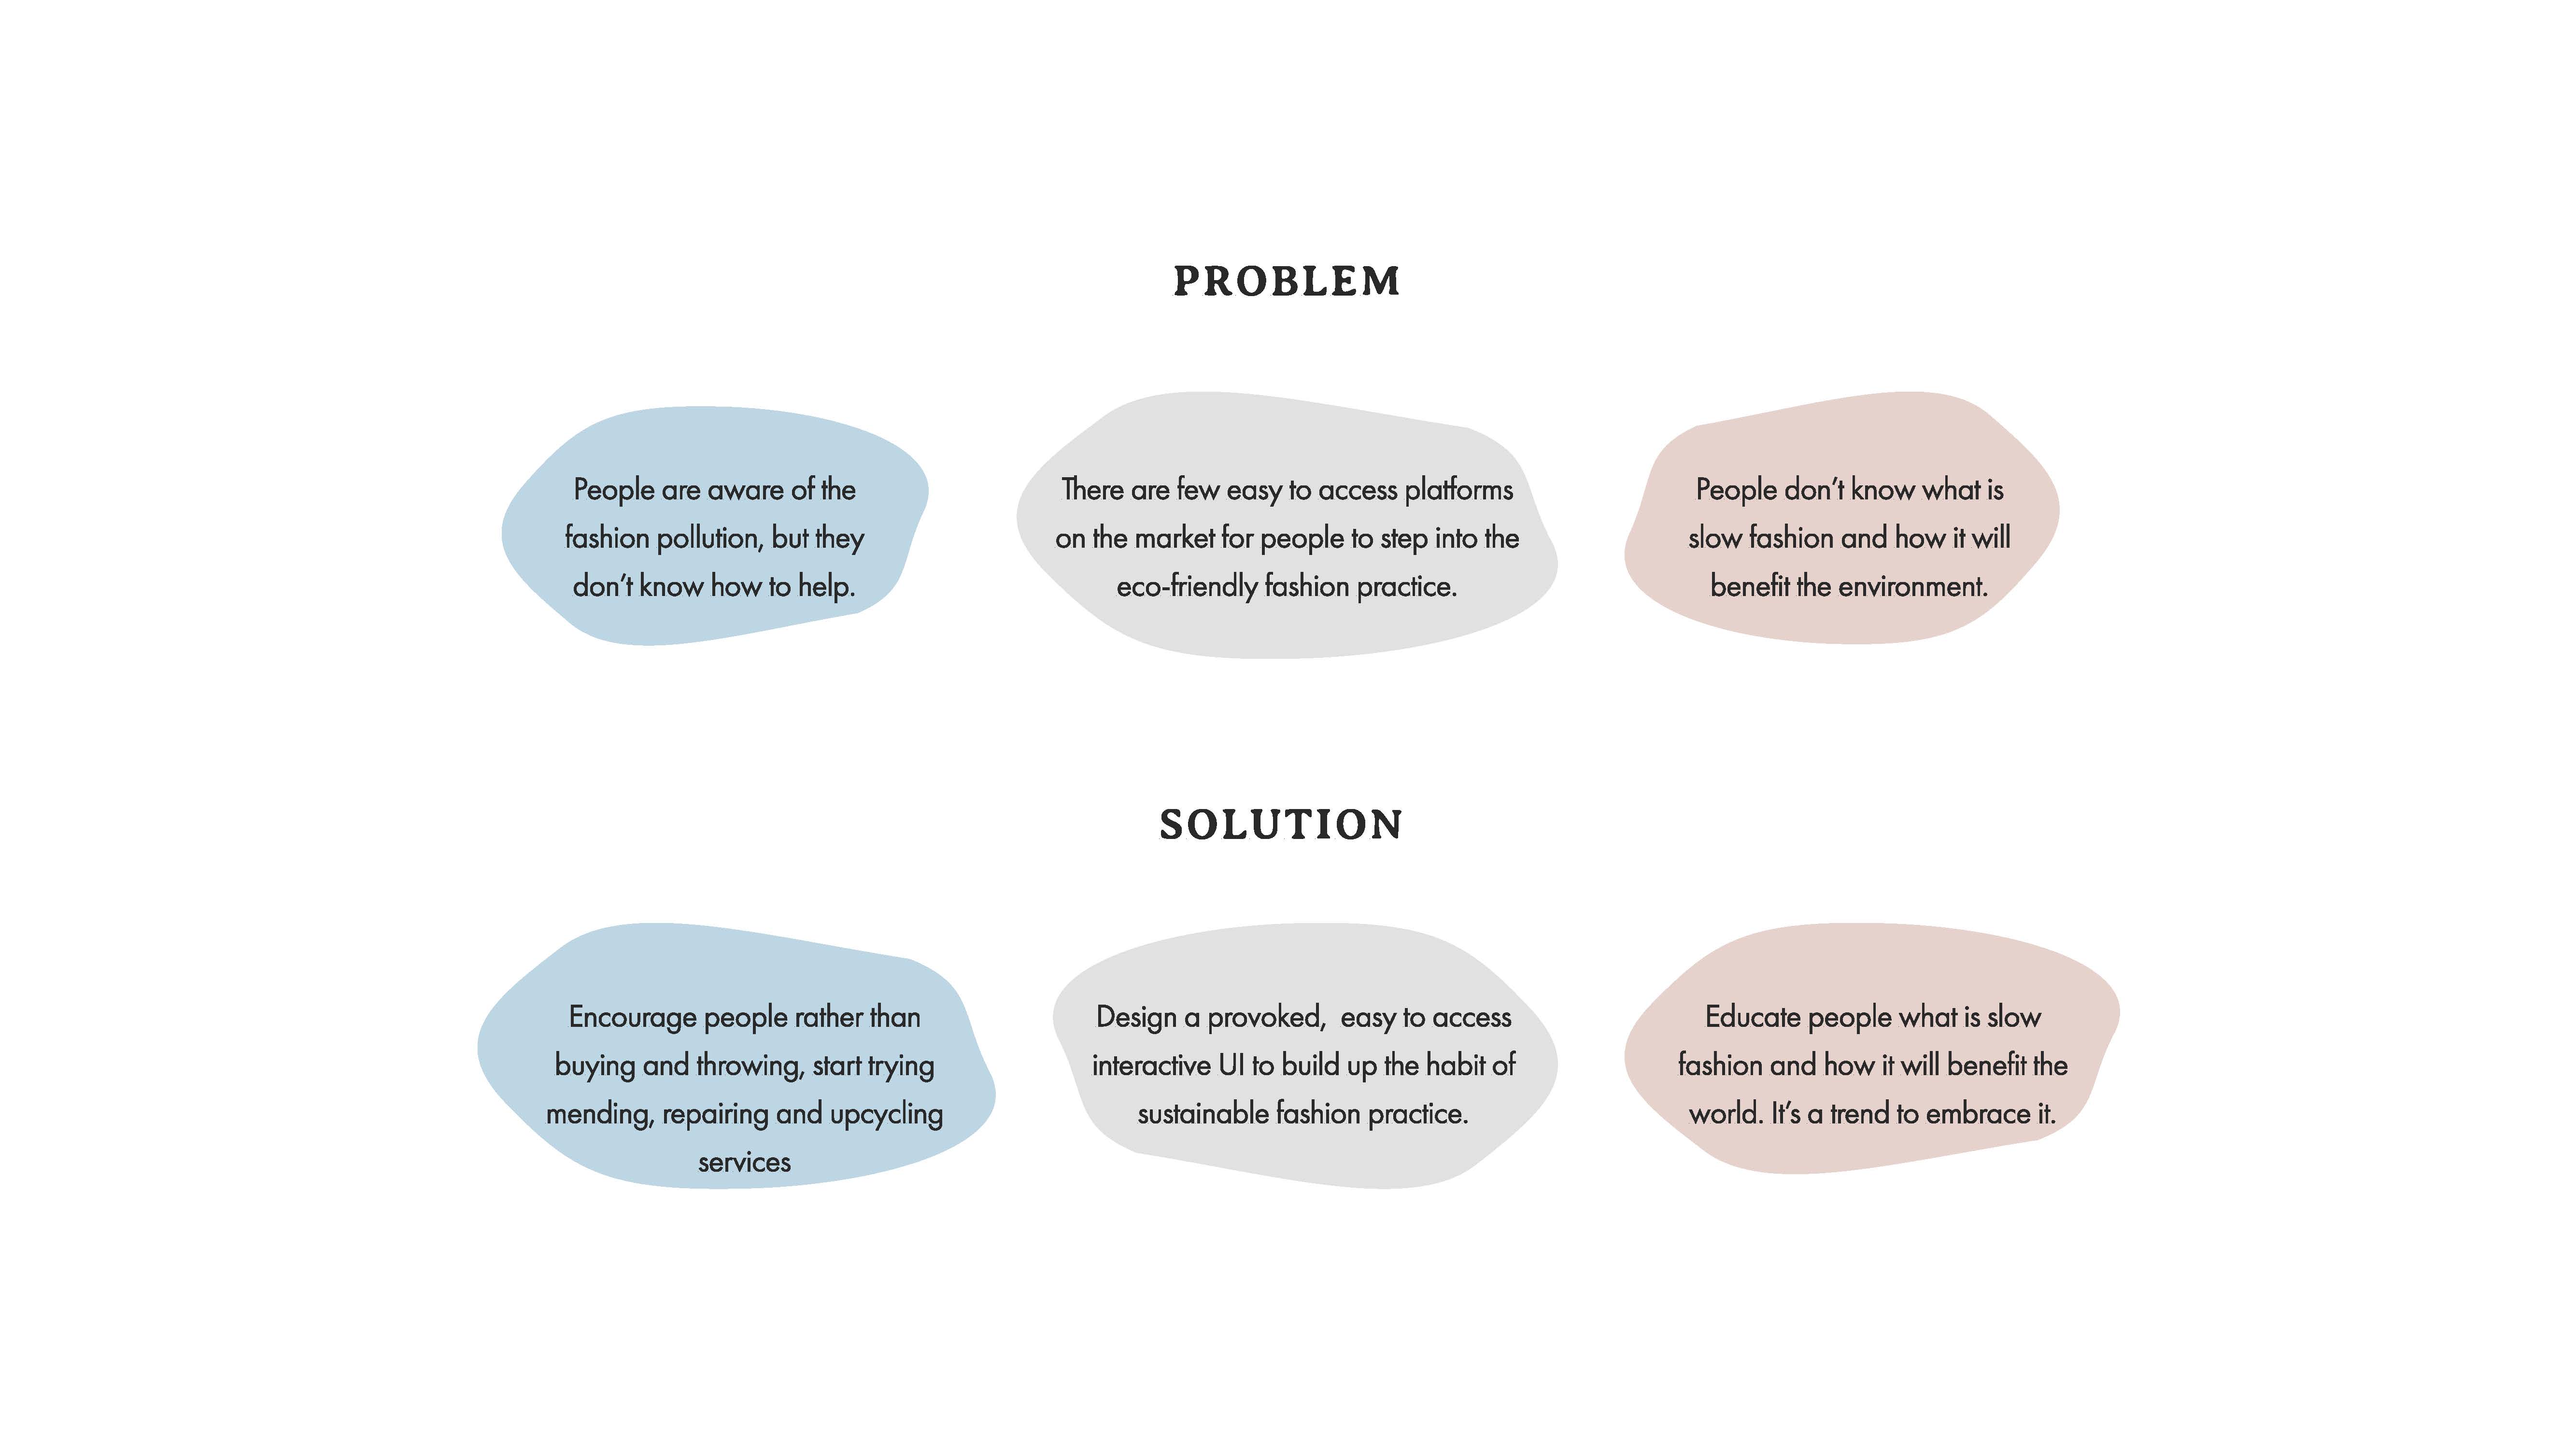 PROBLEM
People are aware of the
fashion pollution, but they
don’t know how to help.
There are few easy to access platforms
on the market for people to step into the
eco-friendly fashion practice.
People don’t know what is
slow fashion and how it will
benefit the environment.
SOLUTION
Encourage people rather than
buying and throwing, start trying
mending, repairing and upcycling
services
Design a provoked,  easy to access
interactive UI to build up the habit of
sustainable fashion practice.
Educate people what is slow
fashion and how it will benefit the
world. It’s a trend to embrace it.